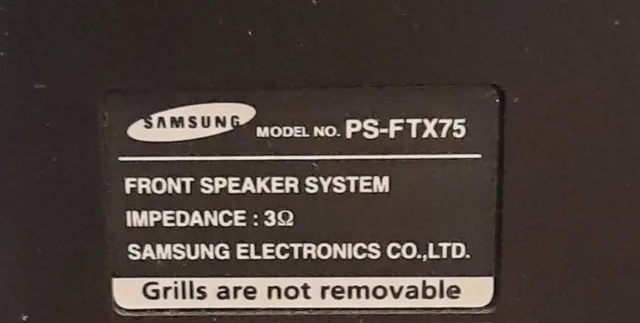 SAMSUNG MODEL NO. PS-FTX75
FRONT SPEAKER SYSTEM
IMPEDANCE : 3Ω
SAMSUNG ELECTRONICS CO.,LTD.
Grills are not removable